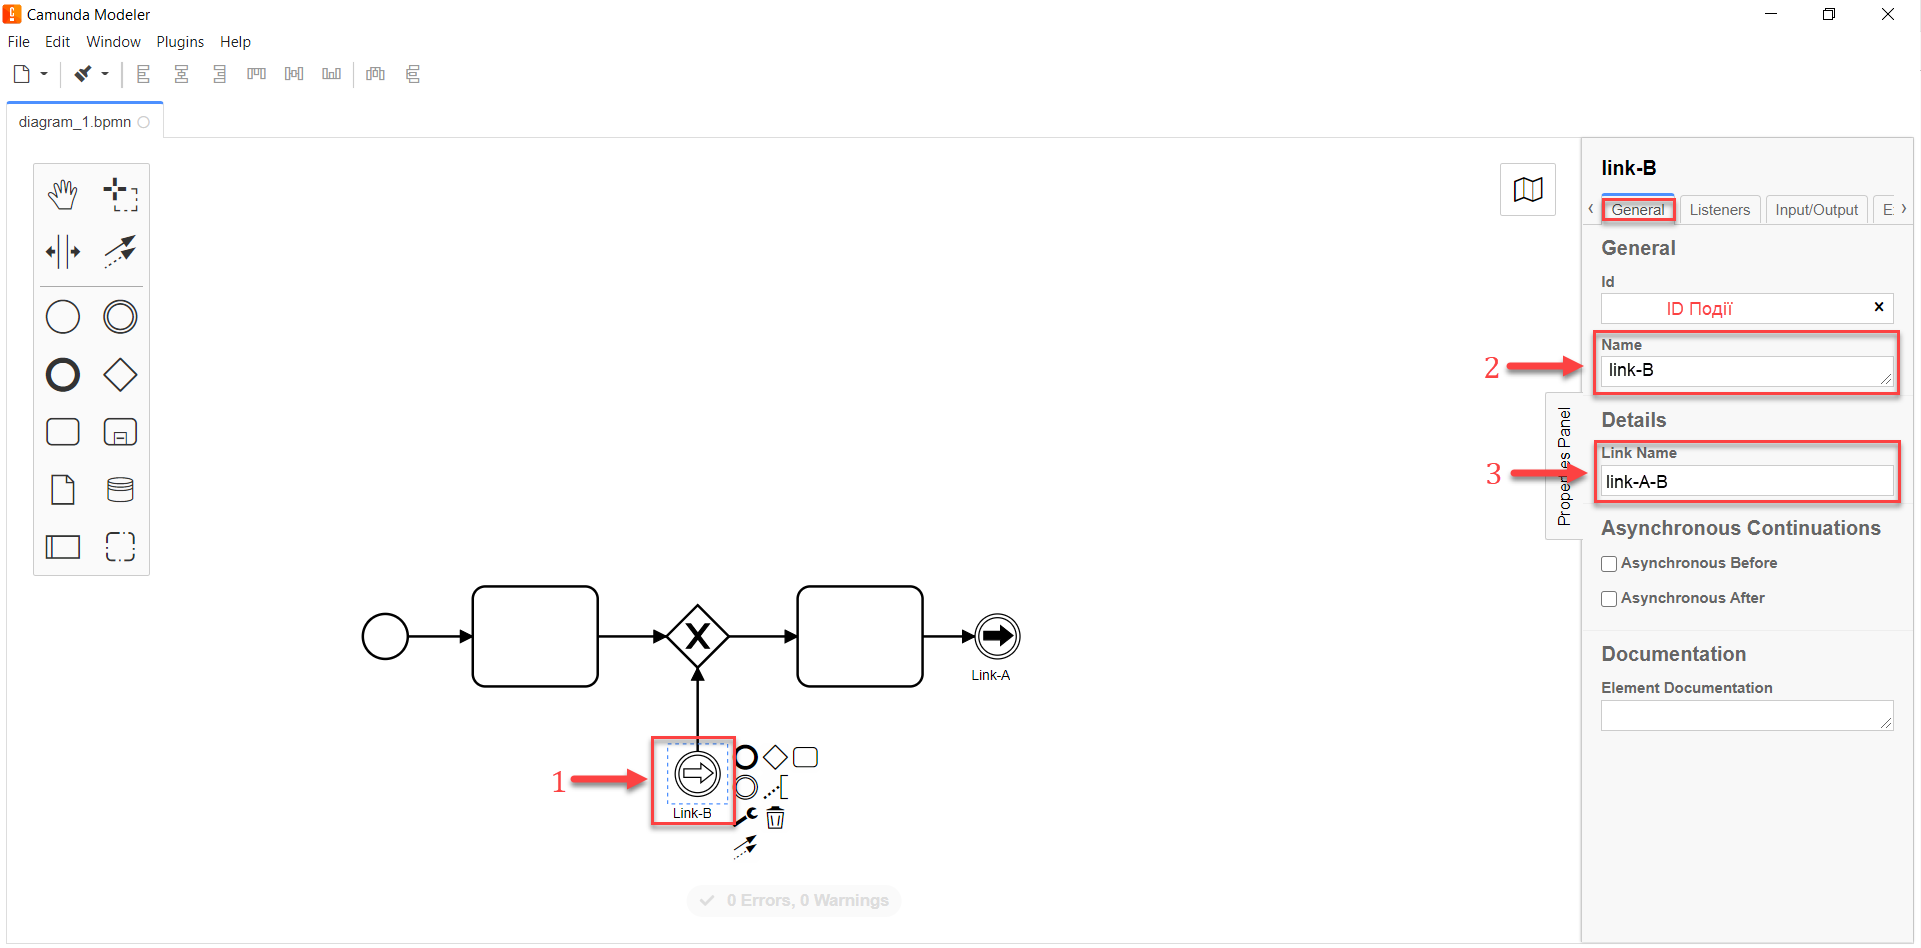 Camunda Modeler
File Edit Window Plugins Help
diagram_1.bpmn
link-B
General Listeners Input/Output E
General
Id
ID Події
Name
link-B
2
Details
Link Name
link-A-B
3
Properties Panel
Asynchronous Continuations
Asynchronous Before
Asynchronous After
Documentation
Element Documentation
X
Link-A
1
Link-B
0 Errors, 0 Warnings